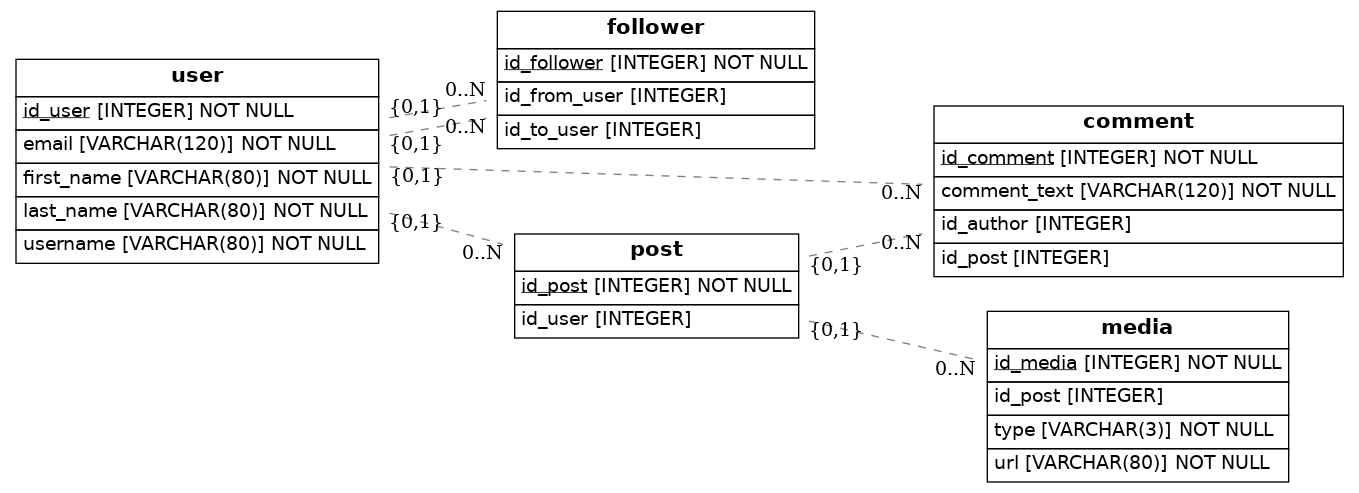 user
id_user [INTEGER] NOT NULL
email [VARCHAR(120)] NOT NULL
first_name [VARCHAR(80)] NOT NULL
last_name [VARCHAR(80)] NOT NULL
username [VARCHAR(80)] NOT NULL
{0,1}
0..N
{0,1}
0..N
{0,1}
0..N
{0,1}
0..N
follower
id_follower [INTEGER] NOT NULL
id_from_user [INTEGER]
id_to_user [INTEGER]
post
id_post [INTEGER] NOT NULL
id_user [INTEGER]
{0,1}
0..N
{0,1}
0..N
comment
id_comment [INTEGER] NOT NULL
comment_text [VARCHAR(120)] NOT NULL
id_author [INTEGER]
id_post [INTEGER]
media
id_media [INTEGER] NOT NULL
id_post [INTEGER]
type [VARCHAR(3)] NOT NULL
url [VARCHAR(80)] NOT NULL